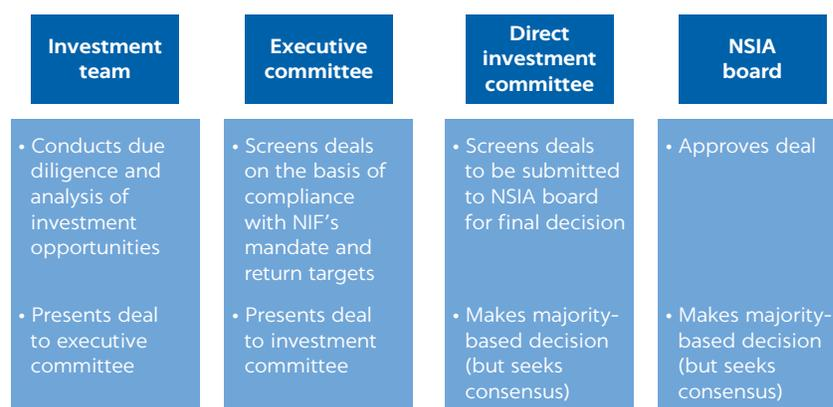 Investment
team
Executive
committee
Direct
investment
committee
NSIA
board
• Conducts due
diligence and
analysis of
investment
opportunities
• Presents deal
to executive
committee
• Screens deals
on the basis of
compliance
with NIF’s
mandate and
return targets
• Presents deal
to investment
committee
• Screens deals
to be submitted
to NSIA board
for final decision
• Makes majority-
based decision
(but seeks
consensus)
• Approves deal
• Makes majority-
based decision
(but seeks
consensus)